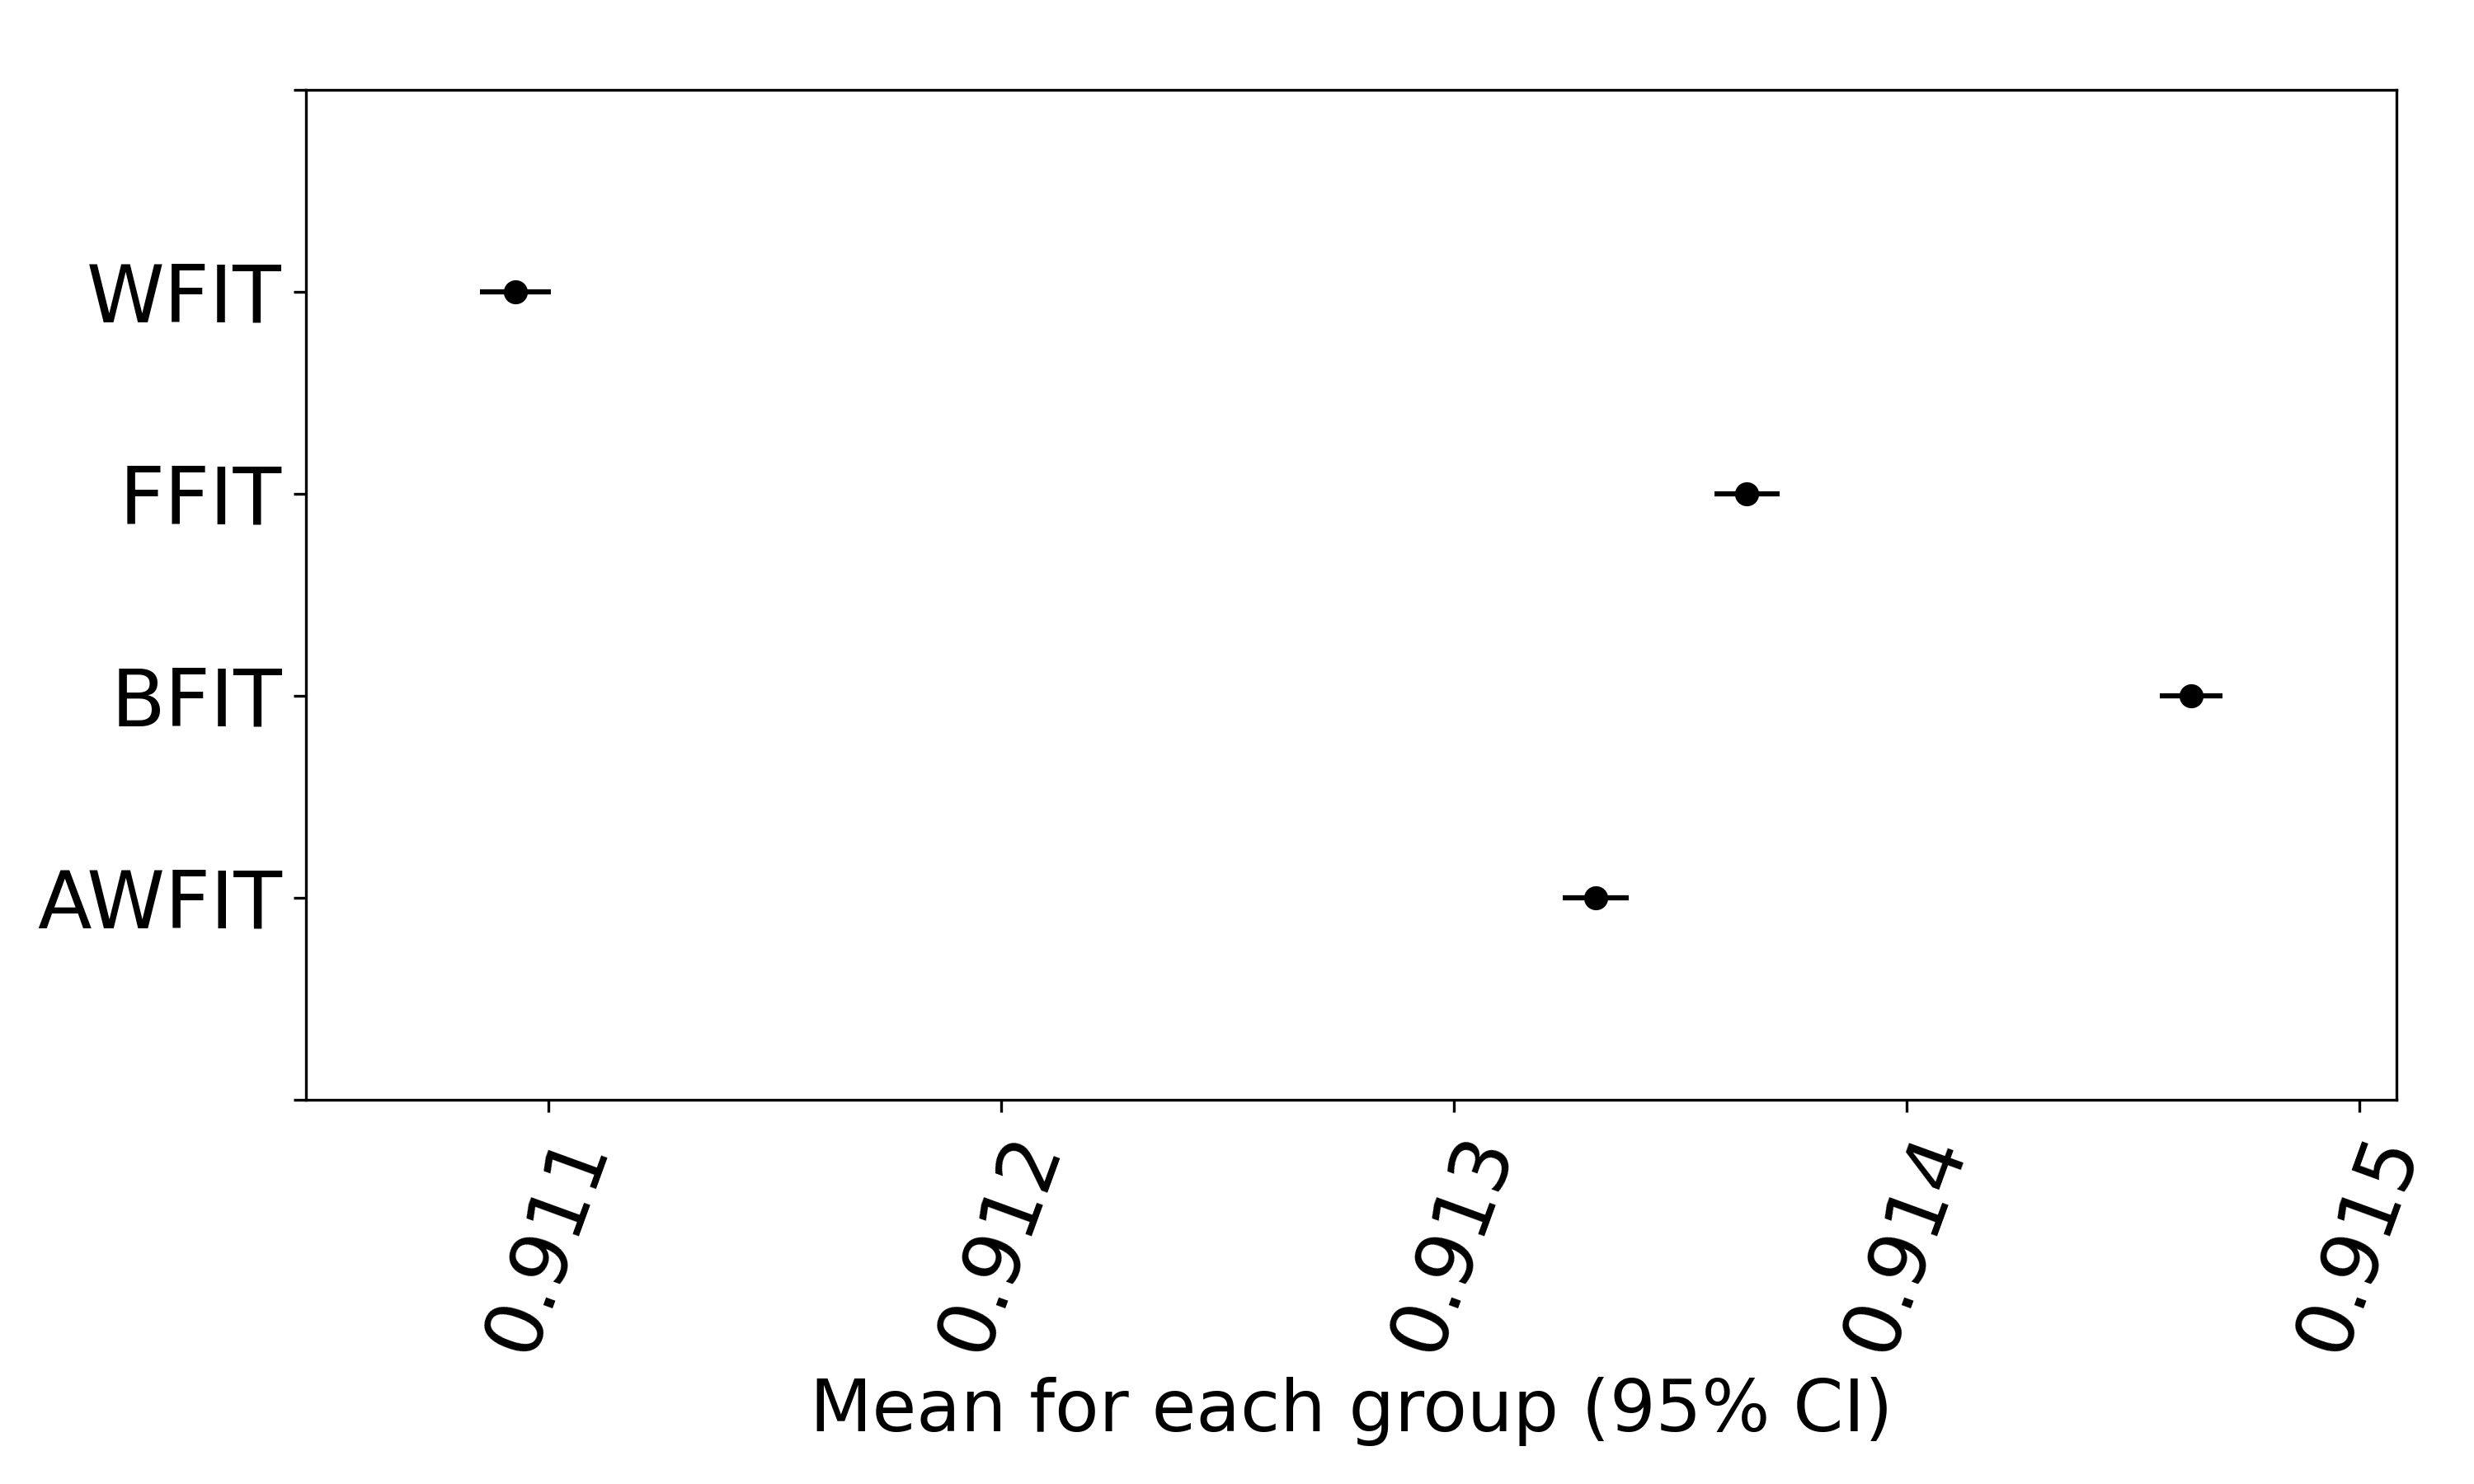 WFIT
FFIT
BFIT
AWFIT
0.911 0.912 0.913 0.914 0.915
Mean for each group (95% CI)